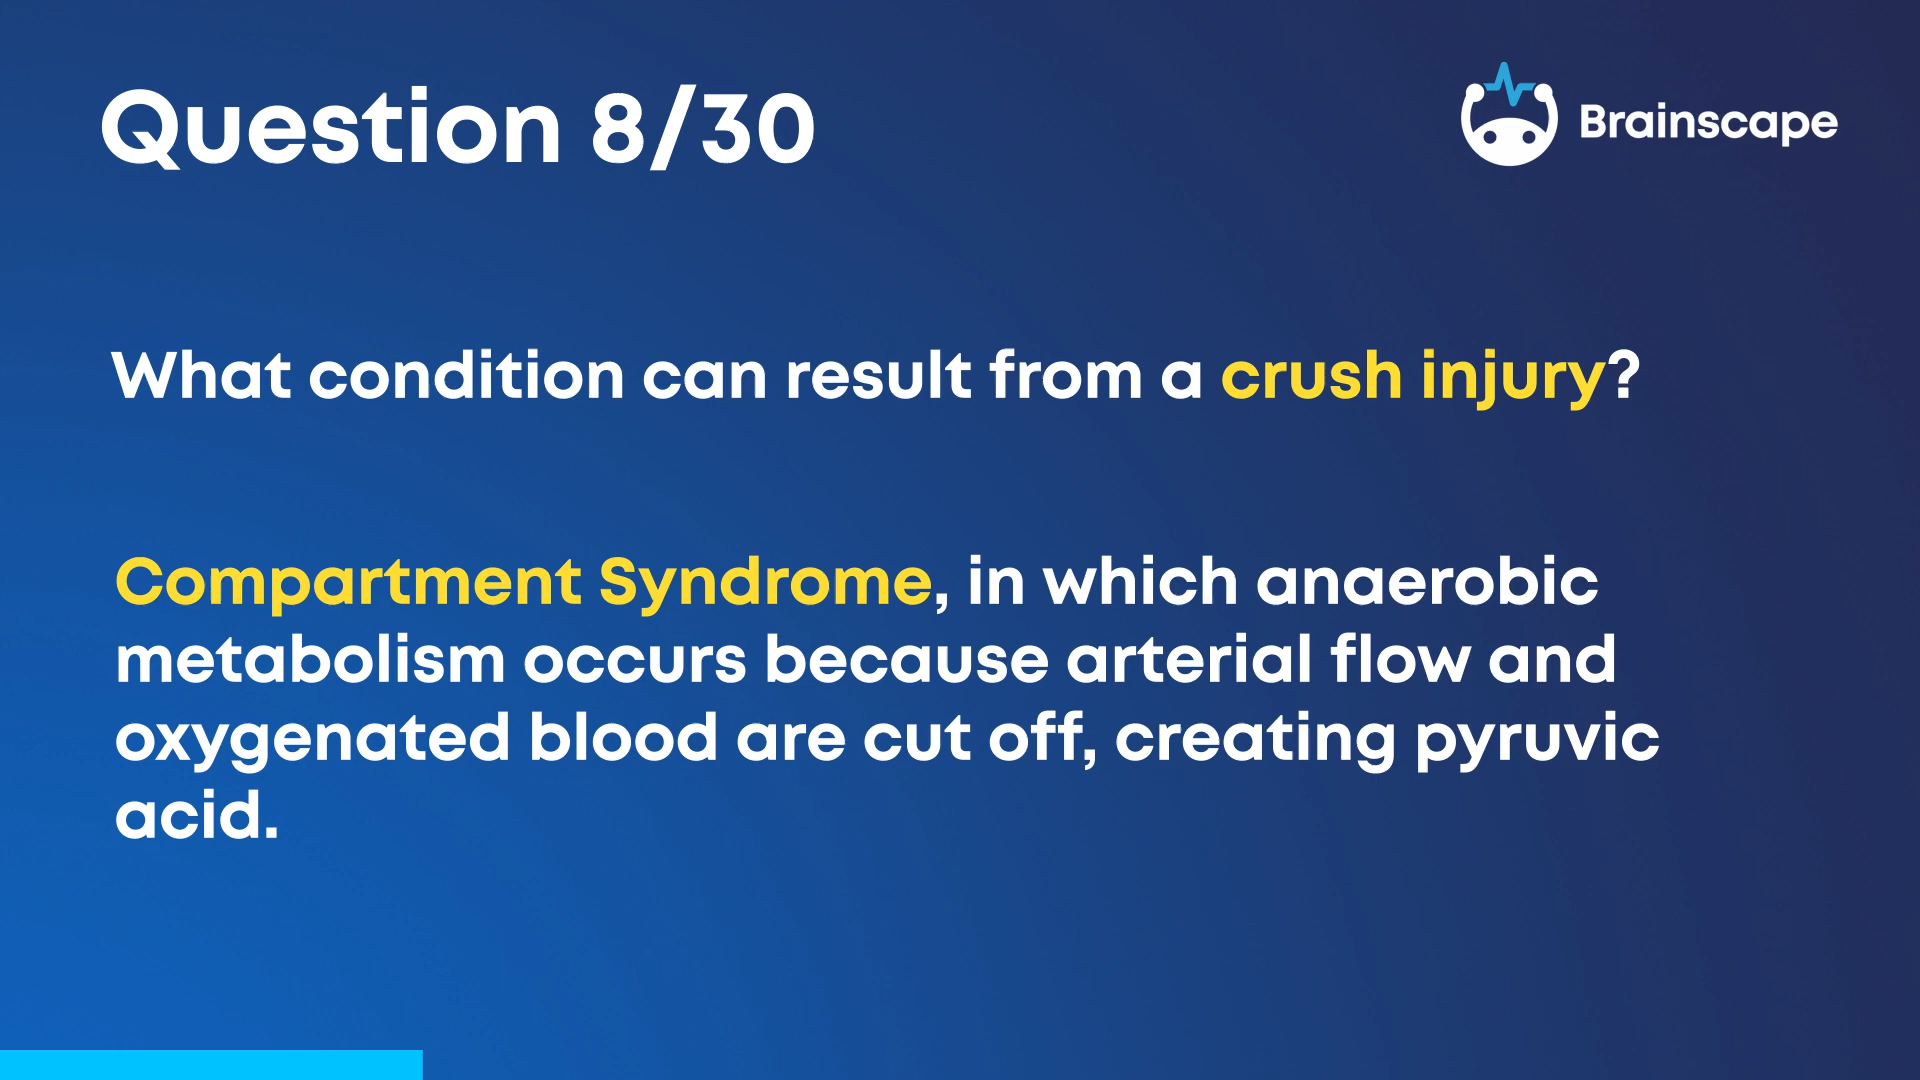 Question 8/30
Brainscape
What condition can result from a crush injury?
Compartment Syndrome, in which anaerobic
metabolism occurs because arterial flow and
oxygenated blood are cut off, creating pyruvic
acid.